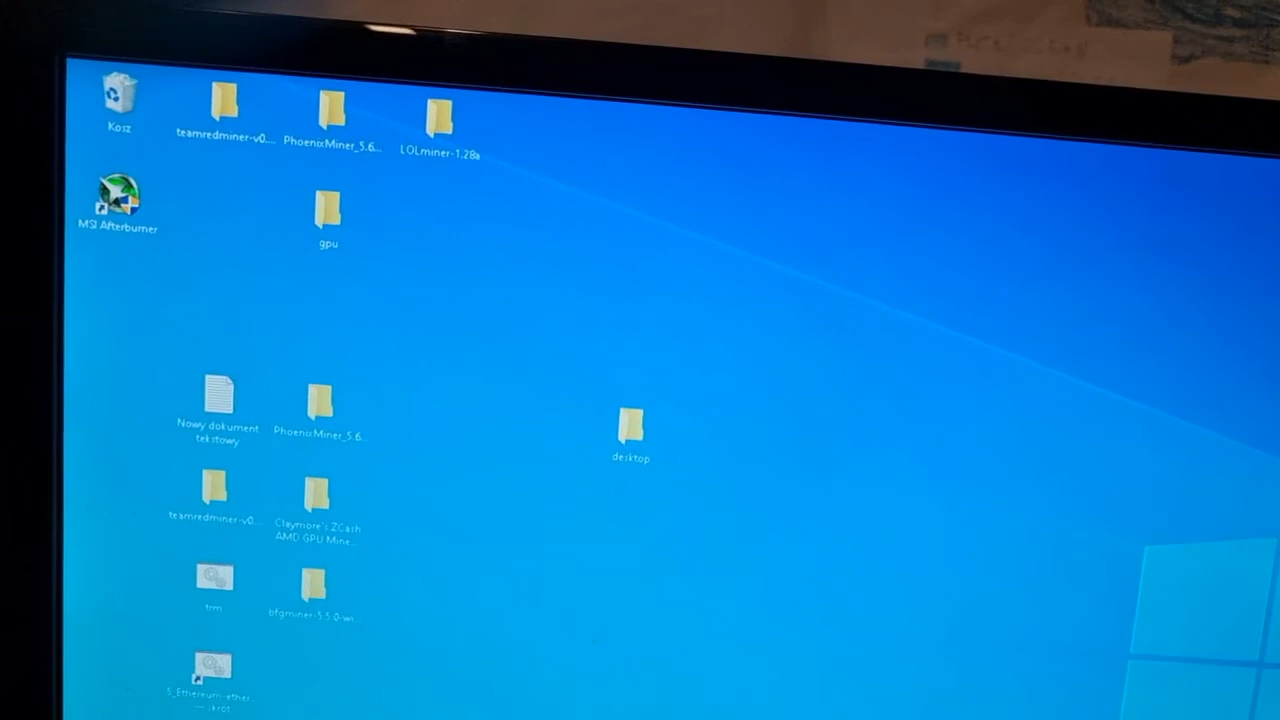 Kosz
teamredminer-v0....
PhoenixMiner_5.6...
LOLminer-1.28a
MSI Afterburner
gpu
Nowy dokument
tekstowy
PhoenixMiner_5.6...
desktop
teamredminer-v0....
Claymore's ZCash
AMD GPU Mine...
trm
bfgminer-5.5.0-wi...
5_Ethereum-ether...
— skrót